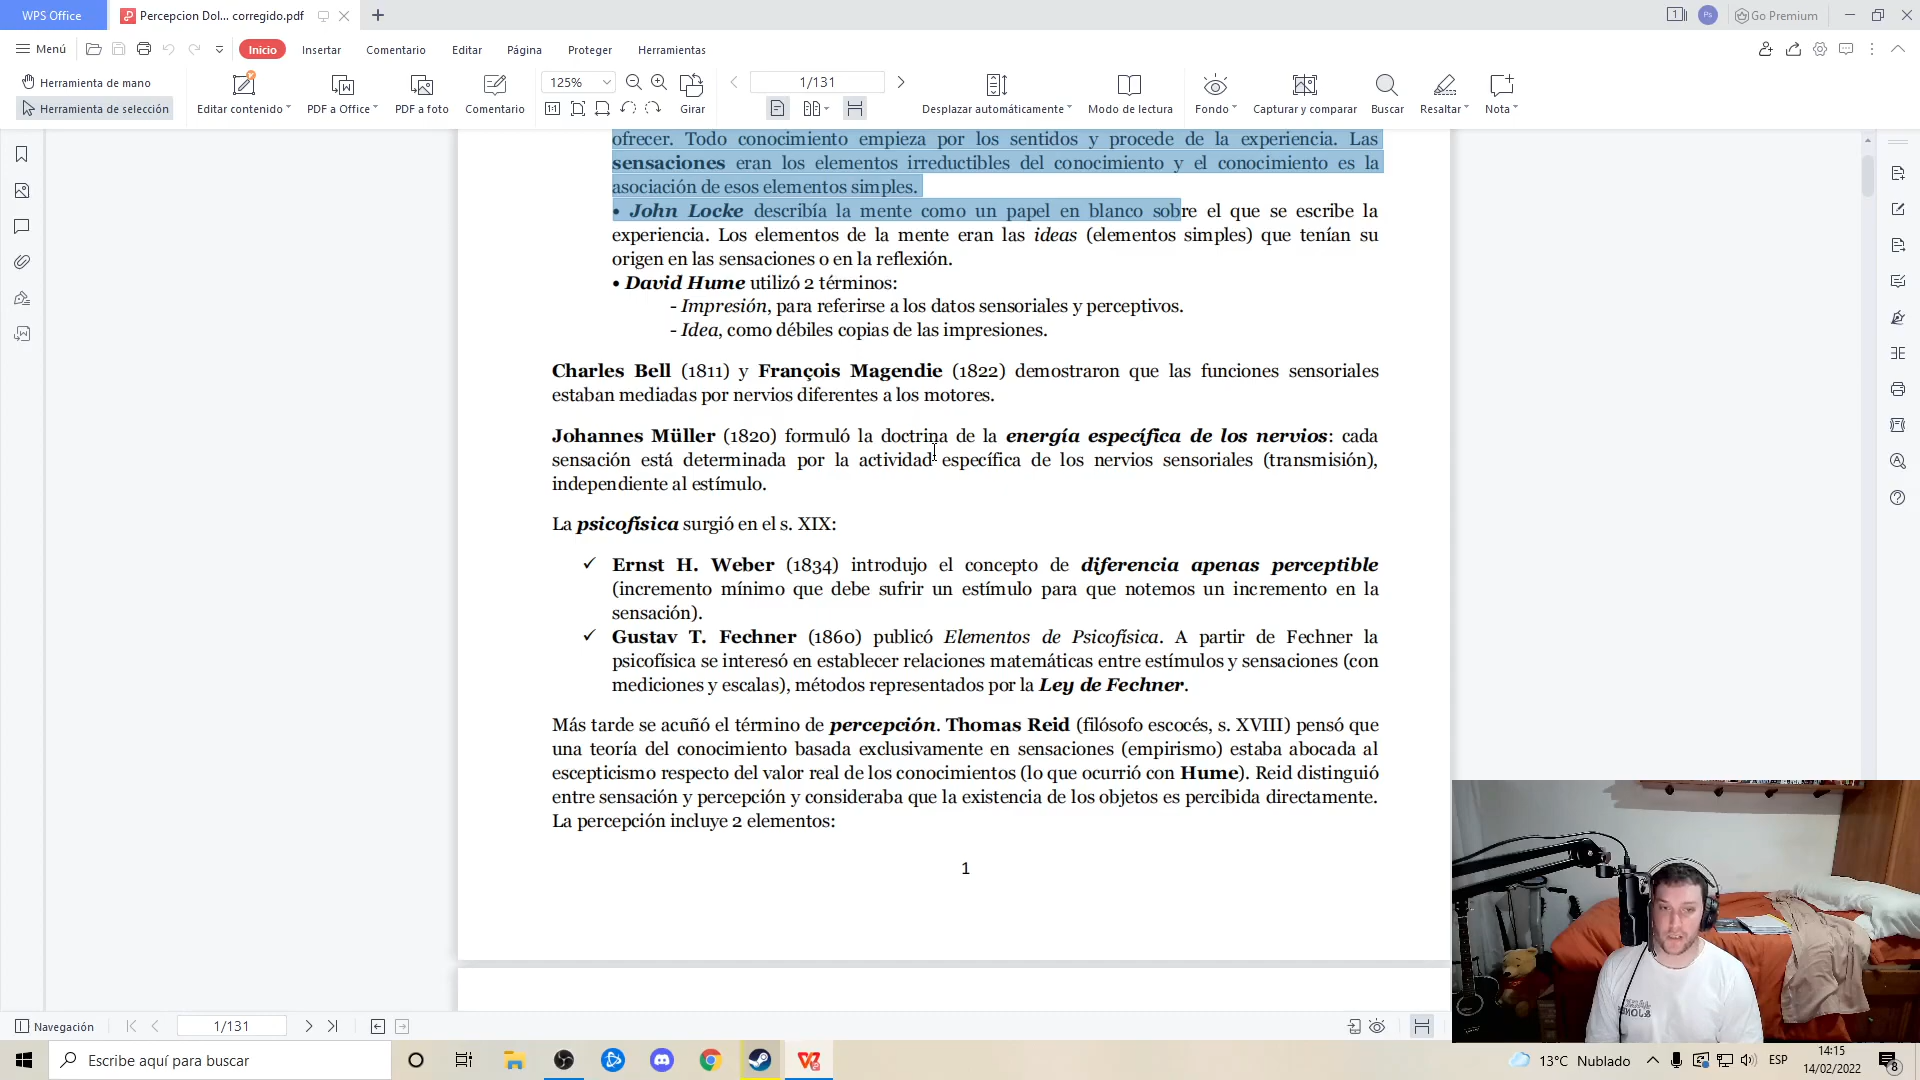 WPS Office
Percepcion Dol... corregido.pdf
Go Premium
Menú
Inicio
Insertar
Comentario
Editar
Página
Proteger
Herramientas
Herramienta de mano
Herramienta de selección
Editar contenido
PDF a Office
PDF a foto
Comentario
125%
Girar
1/131
Desplazar automáticamente
Modo de lectura
Fondo
Capturar y comparar
Buscar
Resaltar
Nota
ofrecer. Todo conocimiento empieza por los sentidos y procede de la experiencia. Las
sensaciones eran los elementos irreductibles del conocimiento y el conocimiento es la
asociación de esos elementos simples.
• John Locke describía la mente como un papel en blanco sobre el que se escribe la
experiencia. Los elementos de la mente eran las ideas (elementos simples) que tenían su
origen en las sensaciones o en la reflexión.
• David Hume utilizó 2 términos:
- Impresión, para referirse a los datos sensoriales y perceptivos.
- Idea, como débiles copias de las impresiones.
Charles Bell (1811) y François Magendie (1822) demostraron que las funciones sensoriales
estaban mediadas por nervios diferentes a los motores.
Johannes Müller (1820) formuló la doctrina de la energía específica de los nervios: cada
sensación está determinada por la actividad específica de los nervios sensoriales (transmisión),
independiente al estímulo.
La psicofísica surgió en el s. XIX:
✓ Ernst H. Weber (1834) introdujo el concepto de diferencia apenas perceptible
(incremento mínimo que debe sufrir un estímulo para que notemos un incremento en la
sensación).
✓ Gustav T. Fechner (1860) publicó Elementos de Psicofísica. A partir de Fechner la
psicofísica se interesó en establecer relaciones matemáticas entre estímulos y sensaciones (con
mediciones y escalas), métodos representados por la Ley de Fechner.
Más tarde se acuñó el término de percepción. Thomas Reid (filósofo escocés, s. XVIII) pensó que
una teoría del conocimiento basada exclusivamente en sensaciones (empirismo) estaba abocada al
escepticismo respecto del valor real de los conocimientos (lo que ocurrió con Hume). Reid distinguió
entre sensación y percepción y consideraba que la existencia de los objetos es percibida directamente.
La percepción incluye 2 elementos:
1
Navegación
1/131
Escribe aquí para buscar
13°C Nublado
ESP
14:15
14/02/2022
8